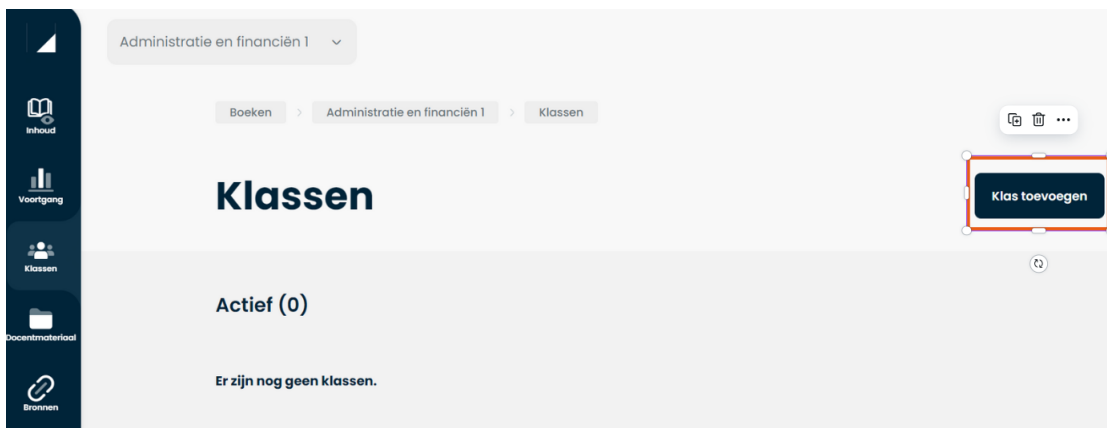 Administratie en financiën 1
Inhoud
Voortgang
Klassen
Docentmateriaal
Bronnen
Boeken > Administratie en financiën 1 > Klassen
Klassen
Klas toevoegen
Actief (0)
Er zijn nog geen klassen.